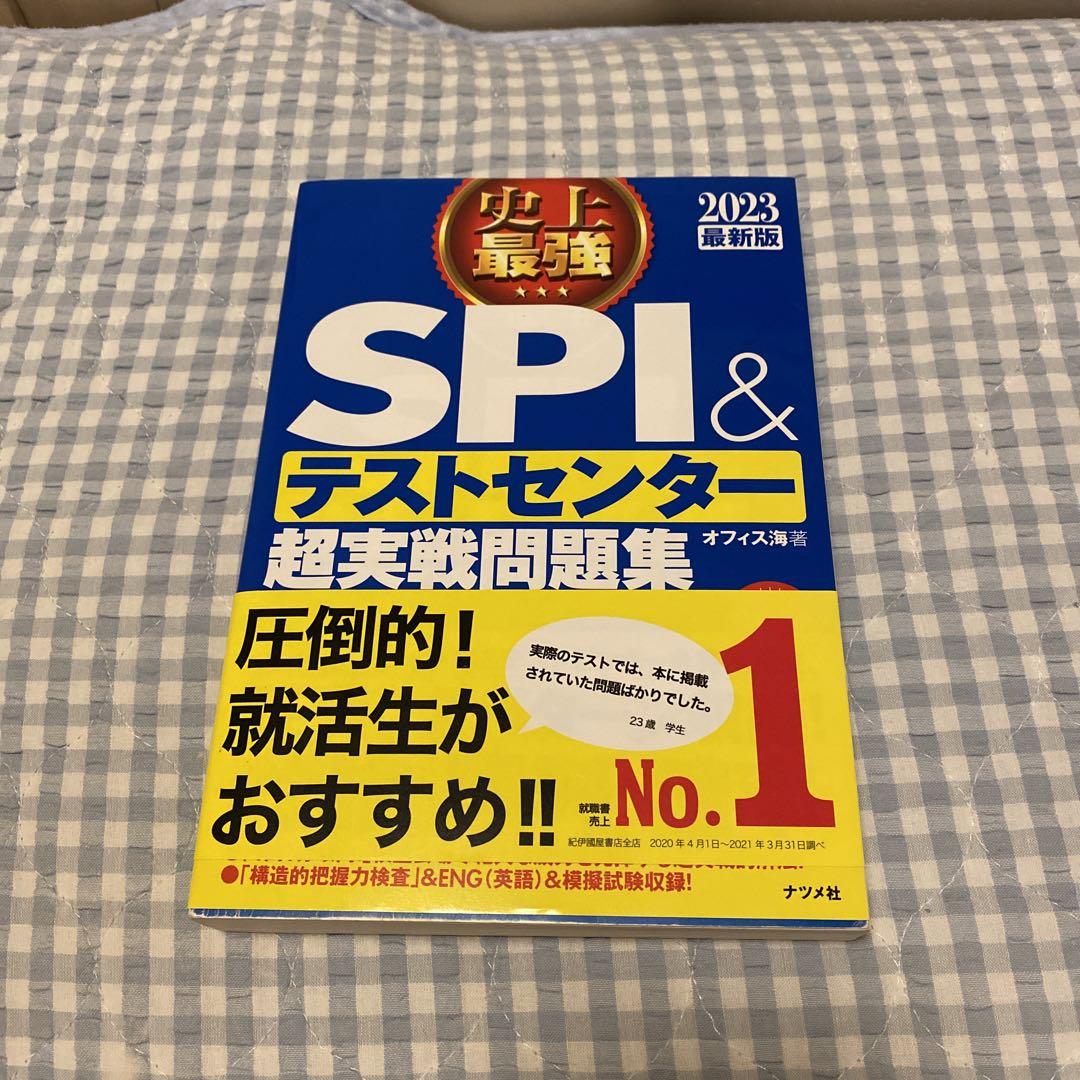 史上
最強
2023
最新版
SPI &
テストセンター
超実戦問題集
オフィス海 著
圧倒的!
就活生が
おすすめ!!
実際のテストでは、本に掲載
されていた問題ばかりでした。
23歳 学生
就職書
売上
No.1
紀伊國屋書店全店 2020年4月1日〜2021年3月31日調べ
●「構造的把握力検査」&ENG(英語)&模擬試験収録!
ナツメ社